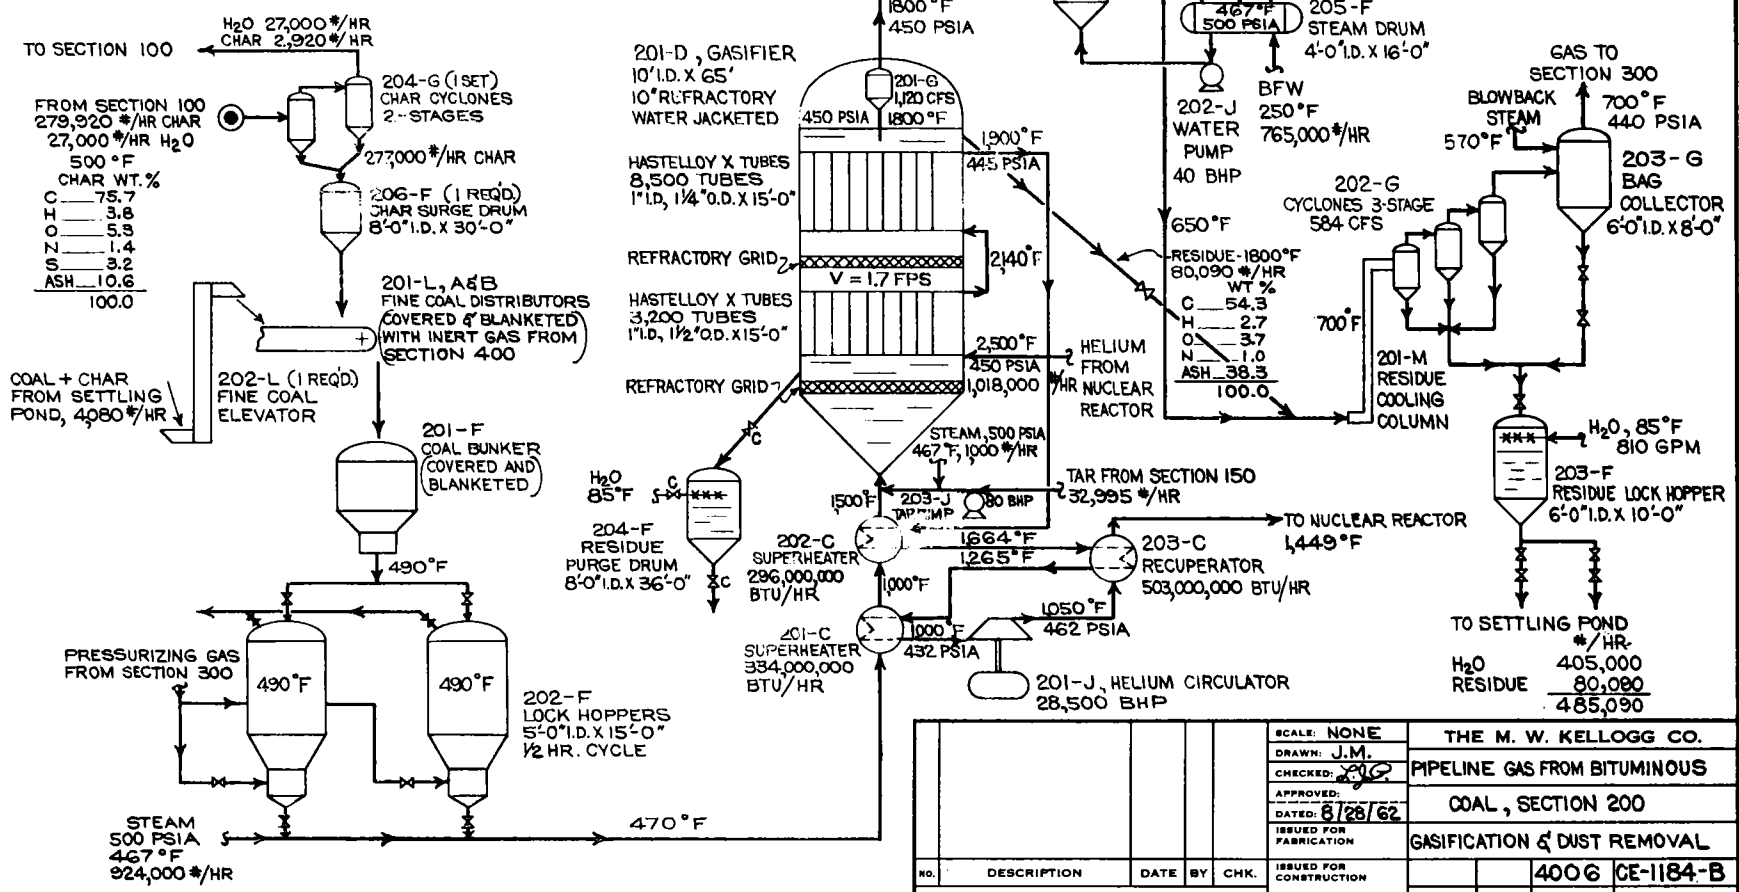 H2O 27,000 #/HR
CHAR 2,920 #/HR
TO SECTION 100
204-G (1 SET)
CHAR CYCLONES
2-STAGES
FROM SECTION 100
279,920 #/HR CHAR
27,000 #/HR H2O
500 °F
CHAR WT. %
C 75.7
H 3.8
O 5.3
N 1.4
S 3.2
ASH 10.6
100.0
277,000 #/HR CHAR
206-F (1 REQ'D.)
CHAR SURGE DRUM
8'-0" I.D. X 30'-0"
201-L, A&B
FINE COAL DISTRIBUTORS
(COVERED & BLANKETED
WITH INERT GAS FROM
SECTION 400)
COAL + CHAR
FROM SETTLING
POND, 4,080 #/HR
202-L (1 REQ'D.)
FINE COAL
ELEVATOR
201-F
COAL BUNKER
(COVERED AND
BLANKETED)
490°F
PRESSURIZING GAS
FROM SECTION 300
490°F
490°F
202-F
LOCK HOPPERS
5'-0" I.D. X 15'-0"
1/2 HR. CYCLE
STEAM
500 PSIA
467°F
924,000 #/HR
470°F
1800°F
450 PSIA
201-D, GASIFIER
10' I.D. X 65'
10" REFRACTORY
WATER JACKETED
201-G
1,120 CFS
450 PSIA 1800°F
1,900°F
445 PSIA
HASTELLOY X TUBES
8,500 TUBES
1" I.D., 1 1/4" O.D. X 15'-0"
REFRACTORY GRID
2,140°F
V = 1.7 FPS
HASTELLOY X TUBES
3,200 TUBES
1" I.D., 1 1/2" O.D. X 15'-0"
2,500°F
450 PSIA
1,018,000 #/HR
HELIUM
FROM
NUCLEAR
REACTOR
REFRACTORY GRID
C
STEAM, 500 PSIA
467°F, 1,000 #/HR
H2O
85°F
C
204-F
RESIDUE
PURGE DRUM
8'-0" I.D. X 36'-0"
C
1,500°F
203-J
TAR PUMP
80 BHP
TAR FROM SECTION 150
32,995 #/HR
202-C
SUPERHEATER
296,000,000
BTU/HR
1,664°F
1,265°F
203-C
RECUPERATOR
503,000,000 BTU/HR
TO NUCLEAR REACTOR
1,449°F
1,000°F
201-C
SUPERHEATER
334,000,000
BTU/HR
1,000°F
432 PSIA
1,050°F
462 PSIA
201-J, HELIUM CIRCULATOR
28,500 BHP
467°F
500 PSIA
205-F
STEAM DRUM
4'-0" I.D. X 16'-0"
202-J
WATER
PUMP
40 BHP
BFW
250°F
765,000 #/HR
650°F
RESIDUE-1800°F
80,090 #/HR
WT %
C 54.3
H 2.7
O 3.7
N 1.0
ASH 38.3
100.0
GAS TO
SECTION 300
700°F
440 PSIA
BLOWBACK
STEAM
570°F
203-G
BAG
COLLECTOR
6'-0" I.D. X 8'-0"
202-G
CYCLONES 3-STAGE
584 CFS
700°F
201-M
RESIDUE
COOLING
COLUMN
H2O, 85°F
810 GPM
203-F
RESIDUE LOCK HOPPER
6'-0" I.D. X 10'-0"
TO SETTLING POND
#/HR.
H2O 405,000
RESIDUE 80,090
485,090
SCALE: NONE
DRAWN: J.M.
CHECKED:
APPROVED:
DATED: 8/28/62
ISSUED FOR
FABRICATION
ISSUED FOR
CONSTRUCTION
THE M. W. KELLOGG CO.
PIPELINE GAS FROM BITUMINOUS
COAL, SECTION 200
GASIFICATION & DUST REMOVAL
4006 CE-1184-B
NO. DESCRIPTION DATE BY CHK.